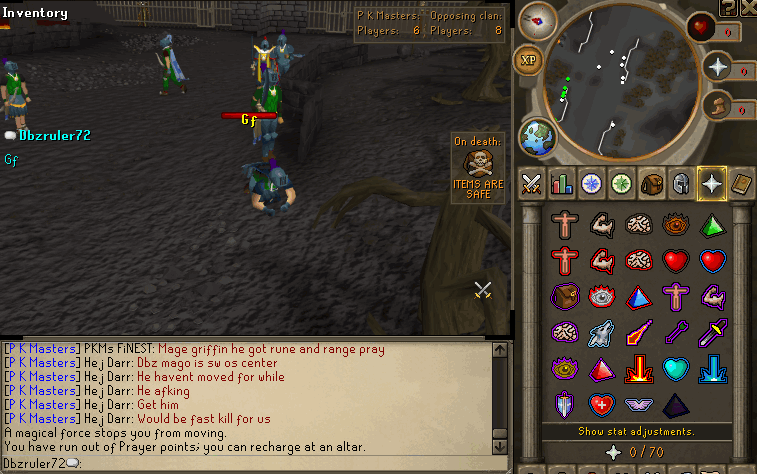 Inventory
P K Masters: Opposing clan:
Players: 6 Players: 8
XP
0
0
0
Gf
Dbzruler72
Gf
On death:
ITEMS ARE
SAFE
[P K Masters] PKMs FiNEST: Mage griffin he got rune and range pray
[P K Masters] Hej Darr: Dbz mago is sw os center
[P K Masters] Hej Darr: He havent moved for while
[P K Masters] Hej Darr: He afking
[P K Masters] Hej Darr: Get him
[P K Masters] Hej Darr: Would be fast kill for us
A magical force stops you from moving.
You have run out of Prayer points; you can recharge at an altar.
Dbzruler72:
Show stat adjustments.
0 / 70